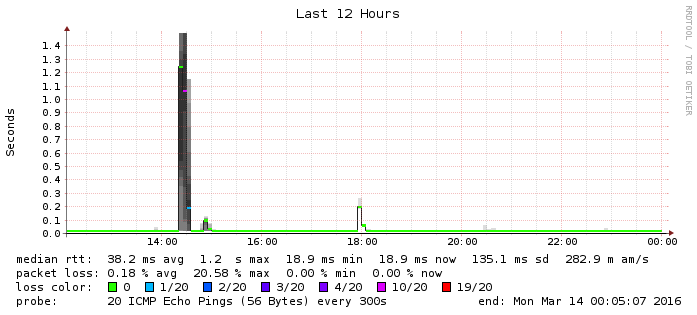 Last 12 Hours
RRDTOOL / TOBI OETIKER
Seconds
1.4
1.3
1.2
1.1
1.0
0.9
0.8
0.7
0.6
0.5
0.4
0.3
0.2
0.1
0.0
14:00 16:00 18:00 20:00 22:00 00:00
median rtt: 38.2 ms avg 1.2 s max 18.9 ms min 18.9 ms now 135.1 ms sd 282.9 m am/s
packet loss: 0.18 % avg 20.58 % max 0.00 % min 0.00 % now
loss color: 0 1/20 2/20 3/20 4/20 10/20 19/20
probe: 20 ICMP Echo Pings (56 Bytes) every 300s end: Mon Mar 14 00:05:07 2016